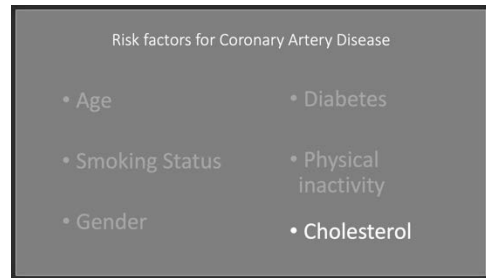 Risk factors for Coronary Artery Disease
• Age
• Smoking Status
• Gender
• Diabetes
• Physical
inactivity
• Cholesterol